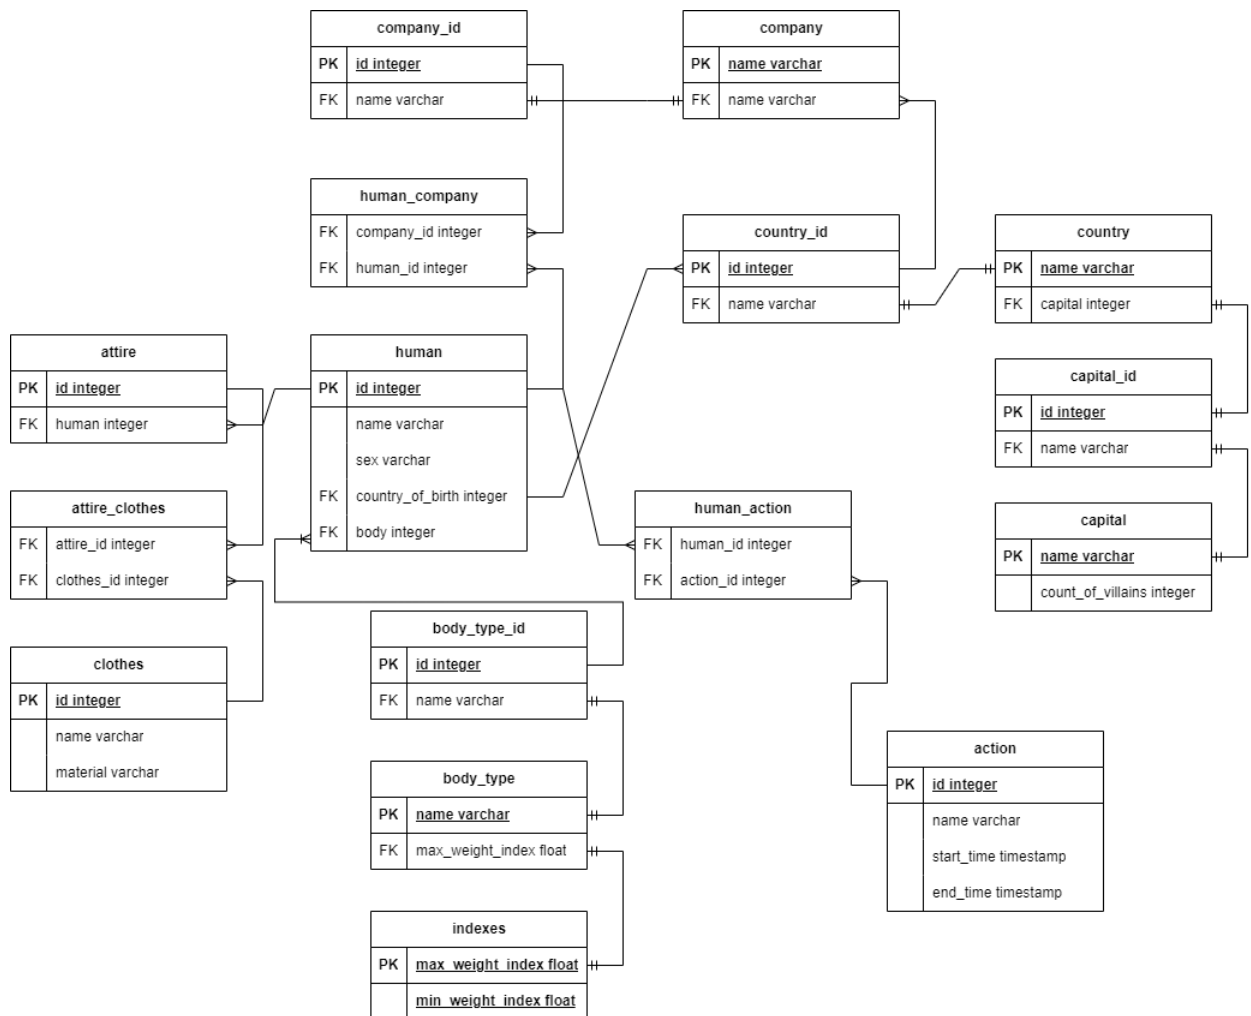 company_id
PK id integer
FK name varchar
company
PK name varchar
FK name varchar
human_company
FK company_id integer
FK human_id integer
country_id
PK id integer
FK name varchar
country
PK name varchar
FK capital integer
attire
PK id integer
FK human integer
human
PK id integer
name varchar
sex varchar
FK country_of_birth integer
FK body integer
capital_id
PK id integer
FK name varchar
attire_clothes
FK attire_id integer
FK clothes_id integer
human_action
FK human_id integer
FK action_id integer
capital
PK name varchar
count_of_villains integer
clothes
PK id integer
name varchar
material varchar
body_type_id
PK id integer
FK name varchar
body_type
PK name varchar
FK max_weight_index float
action
PK id integer
name varchar
start_time timestamp
end_time timestamp
indexes
PK max_weight_index float
min_weight_index float